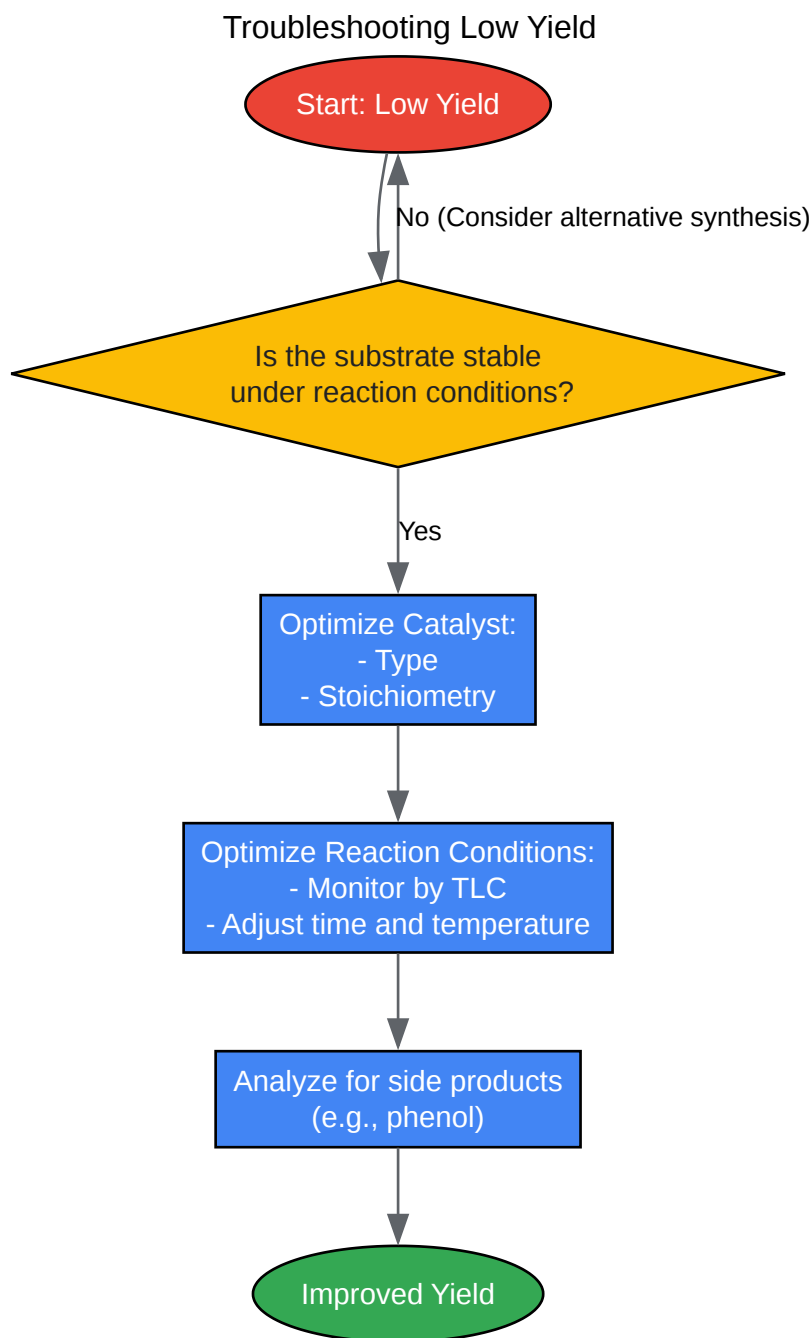 Troubleshooting Low Yield
Start: Low Yield
No (Consider alternative synthesis)
Is the substrate stable
under reaction conditions?
Yes
Optimize Catalyst:
- Type
- Stoichiometry
Optimize Reaction Conditions:
- Monitor by TLC
- Adjust time and temperature
Analyze for side products
(e.g., phenol)
Improved Yield